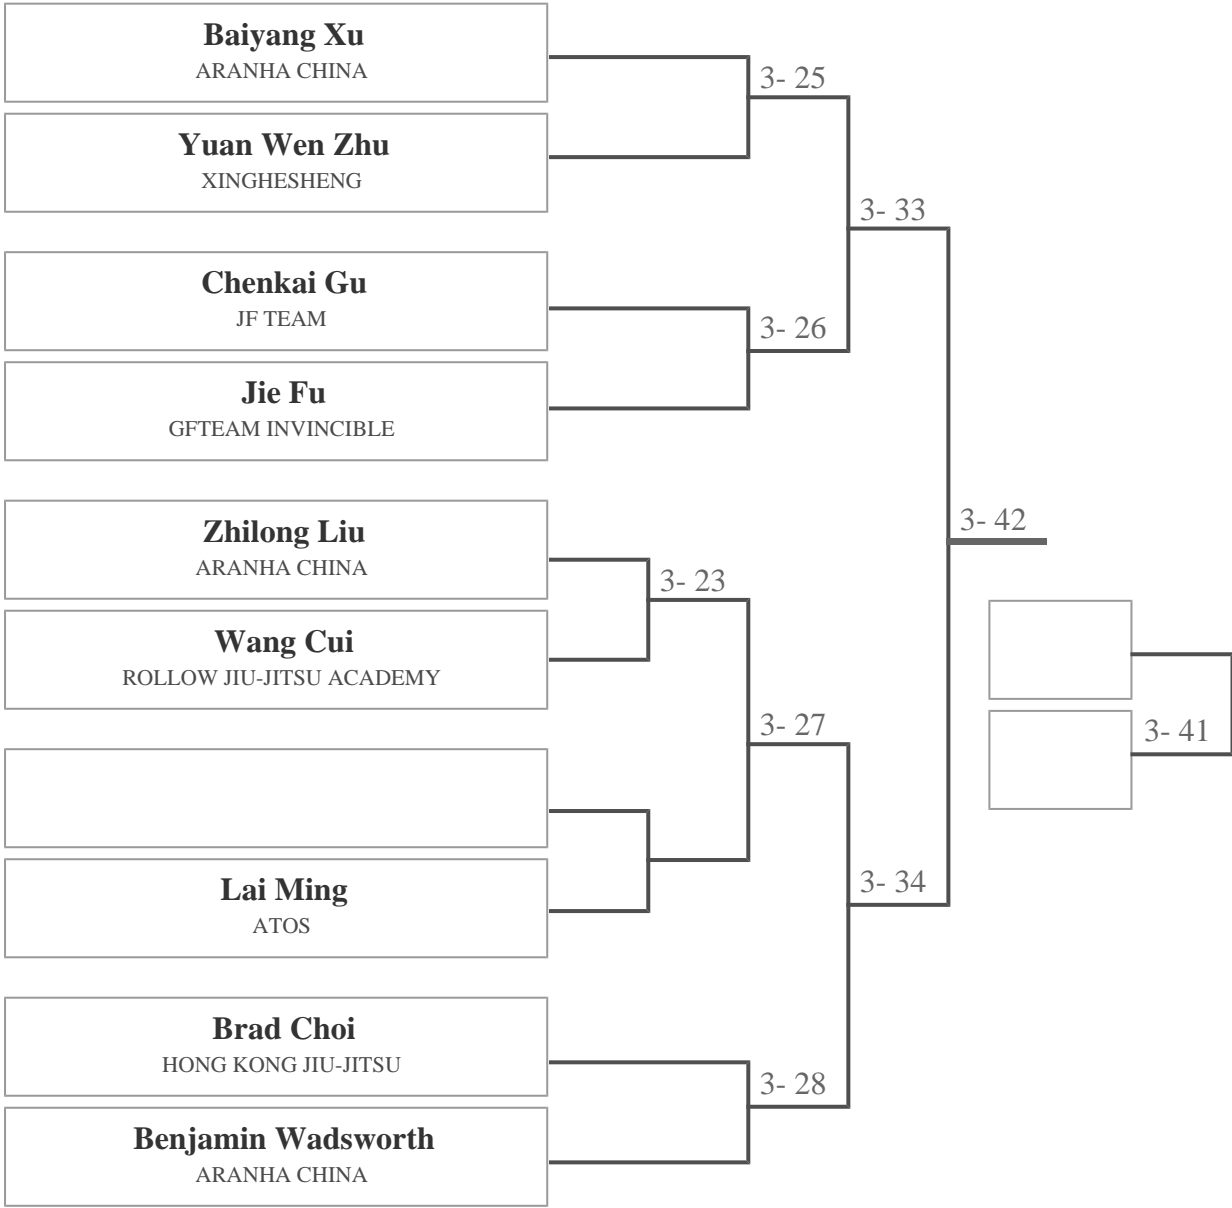 Baiyang Xu
ARANHA CHINA
3- 25
Yuan Wen Zhu
XINGHESHENG
3- 33
Chenkai Gu
JF TEAM
3- 26
Jie Fu
GFTEAM INVINCIBLE
Zhilong Liu
ARANHA CHINA
3- 42
3- 23
Wang Cui
ROLLOW JIU-JITSU ACADEMY
3- 27
3- 41
Lai Ming
ATOS
3- 34
Brad Choi
HONG KONG JIU-JITSU
3- 28
Benjamin Wadsworth
ARANHA CHINA